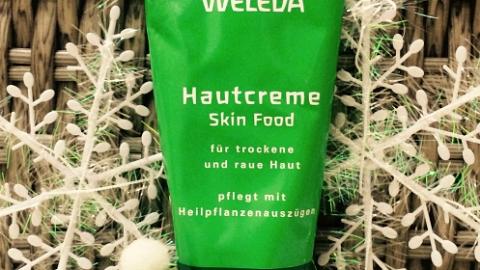 WELEDA
Hautcreme
Skin Food
für trockene
und raue Haut
pflegt mit
Heilpflanzenauszügen